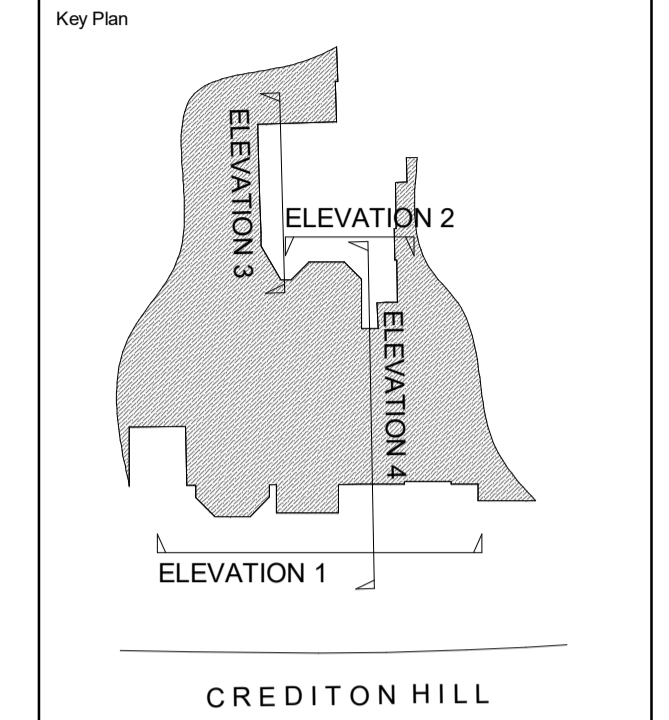 Key Plan
ELEVATION 3
ELEVATION 2
ELEVATION 4
ELEVATION 1
CREDITON HILL